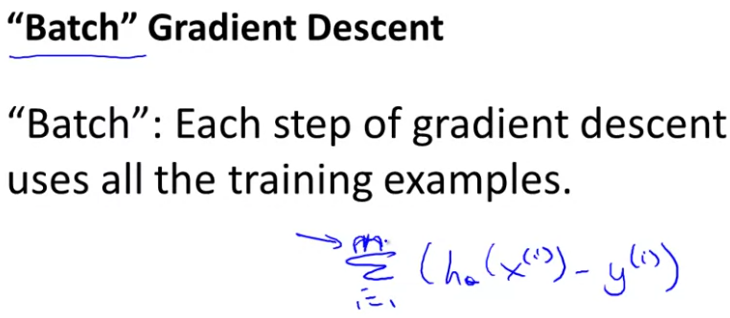 “Batch” Gradient Descent
“Batch”: Each step of gradient descent
uses all the training examples.
→ m Σ i=1 (hθ(x^(i)) - y^(i))